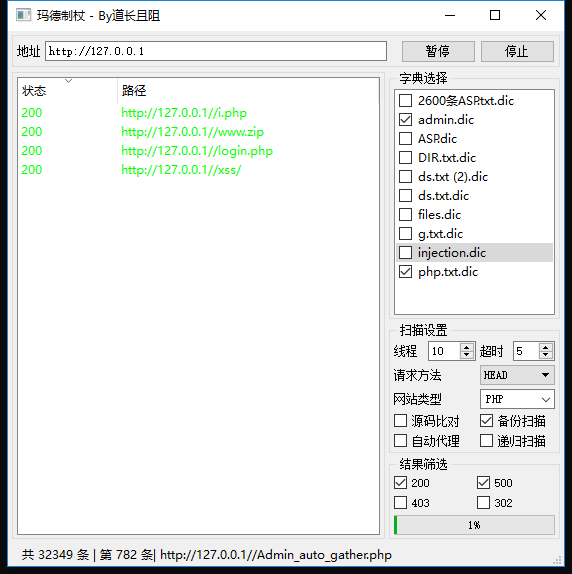 玛德制杖 - By道长且阻
地址 http://127.0.0.1 暂停 停止
状态 路径
200 http://127.0.0.1//i.php
200 http://127.0.0.1//www.zip
200 http://127.0.0.1//login.php
200 http://127.0.0.1//xss/
字典选择
2600条ASP.txt.dic
admin.dic
ASP.dic
DIR.txt.dic
ds.txt (2).dic
ds.txt.dic
files.dic
g.txt.dic
injection.dic
php.txt.dic
扫描设置
线程 10 超时 5
请求方法 HEAD
网站类型 PHP
源码比对 备份扫描
自动代理 递归扫描
结果筛选
200 500
403 302
1%
共 32349 条 | 第 782 条| http://127.0.0.1//Admin_auto_gather.php